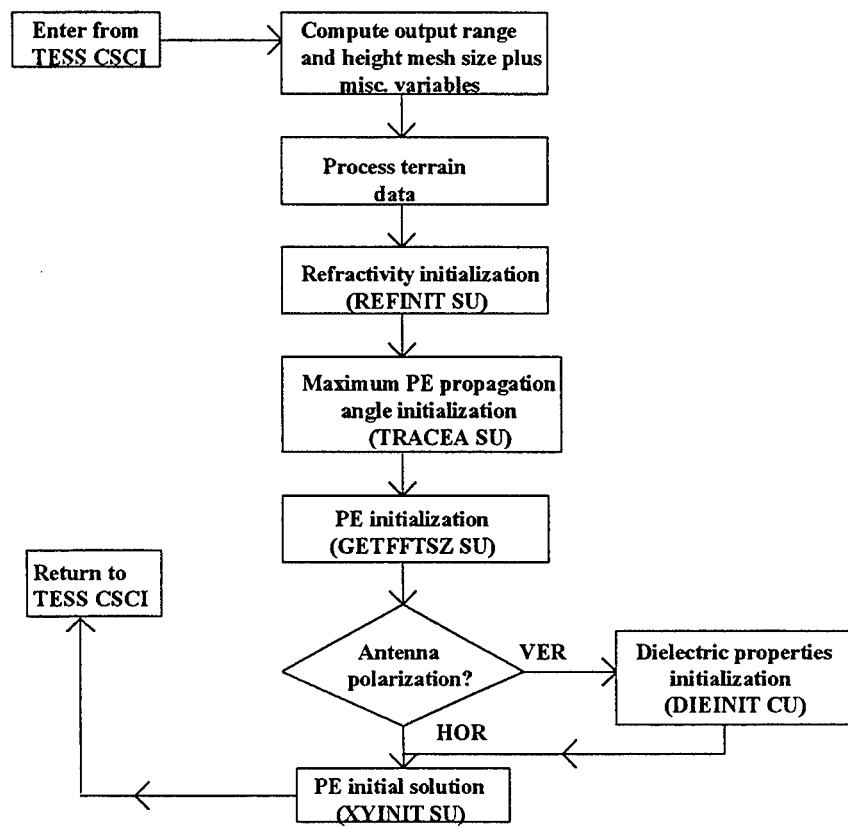 Enter from
TESS CSCI
Compute output range
and height mesh size plus
misc. variables
Process terrain
data
Refractivity initialization
(REFINIT SU)
Maximum PE propagation
angle initialization
(TRACEA SU)
PE initialization
(GETFFTSZ SU)
Return to
TESS CSCI
Antenna
polarization?
VER
Dielectric properties
initialization
(DIEINIT CU)
HOR
PE initial solution
(XYINIT SU)